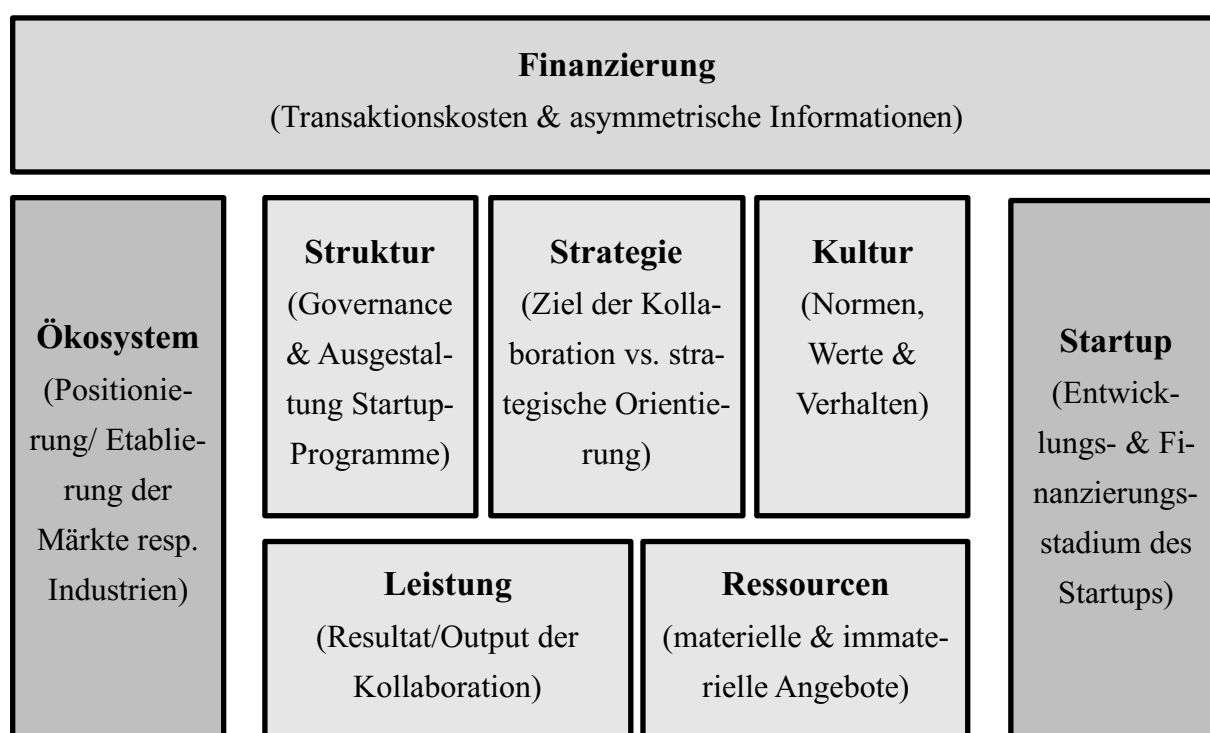 Finanzierung
(Transaktionskosten & asymmetrische Informationen)
Ökosystem
(Positionie-
rung/ Etablie-
rung der
Märkte resp.
Industrien)
Struktur
(Governance
& Ausgestal-
tung Startup-
Programme)
Strategie
(Ziel der Kolla-
boration vs. stra-
tegische Orientie-
rung)
Kultur
(Normen,
Werte &
Verhalten)
Leistung
(Resultat/Output der
Kollaboration)
Ressourcen
(materielle & immate-
rielle Angebote)
Startup
(Entwick-
lungs- & Fi-
nanzierungs-
stadium des
Startups)